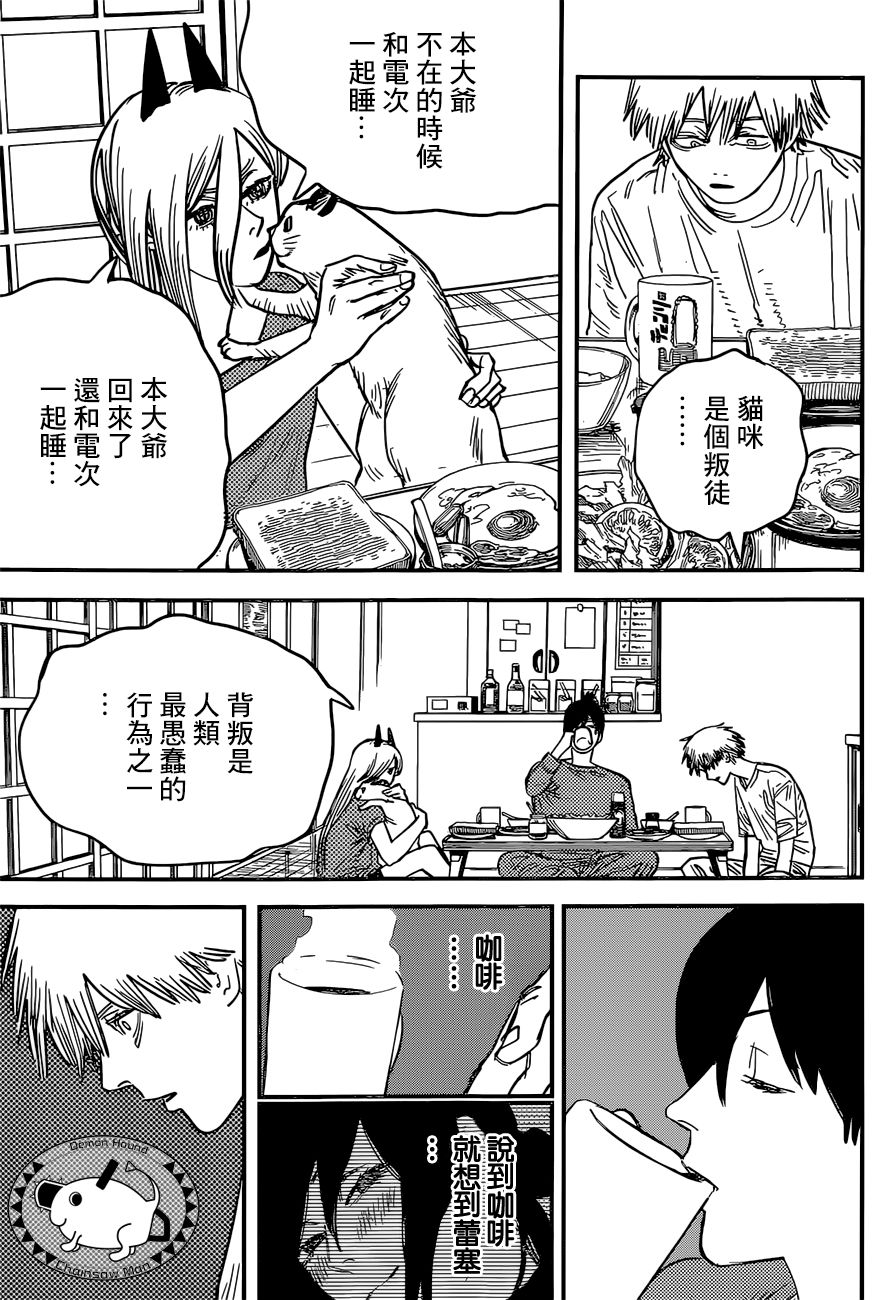 貓咪
是個叛徒
……
本大爺
不在的時候
和電次
一起睡…
本大爺
回來了
還和電次
一起睡…
背叛是
人類
最愚蠢的
行為之一
…
咖啡
……
說到咖啡
就想到蕾塞
…
Demon Hound
Chainsaw Man